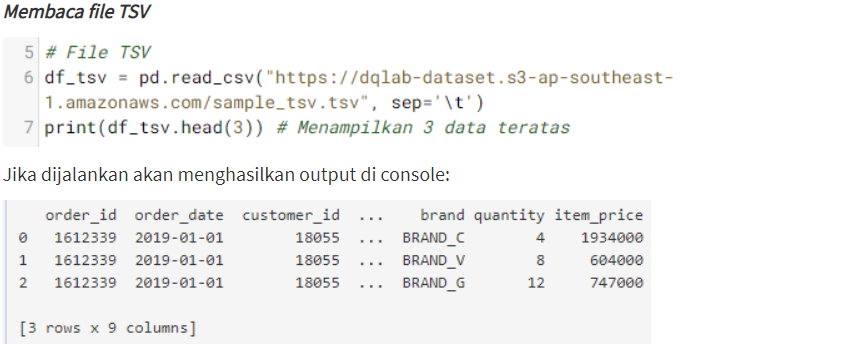 Membaca file TSV
5 # File TSV
6 df_tsv = pd.read_csv("https://dqlab-dataset.s3-ap-southeast-
1.amazonaws.com/sample_tsv.tsv", sep='\t')
7 print(df_tsv.head(3)) # Menampilkan 3 data teratas
Jika dijalankan akan menghasilkan output di console:
order_id order_date customer_id ... brand quantity item_price
0 1612339 2019-01-01 18055 ... BRAND_C 4 1934000
1 1612339 2019-01-01 18055 ... BRAND_V 8 604000
2 1612339 2019-01-01 18055 ... BRAND_G 12 747000
[3 rows x 9 columns]